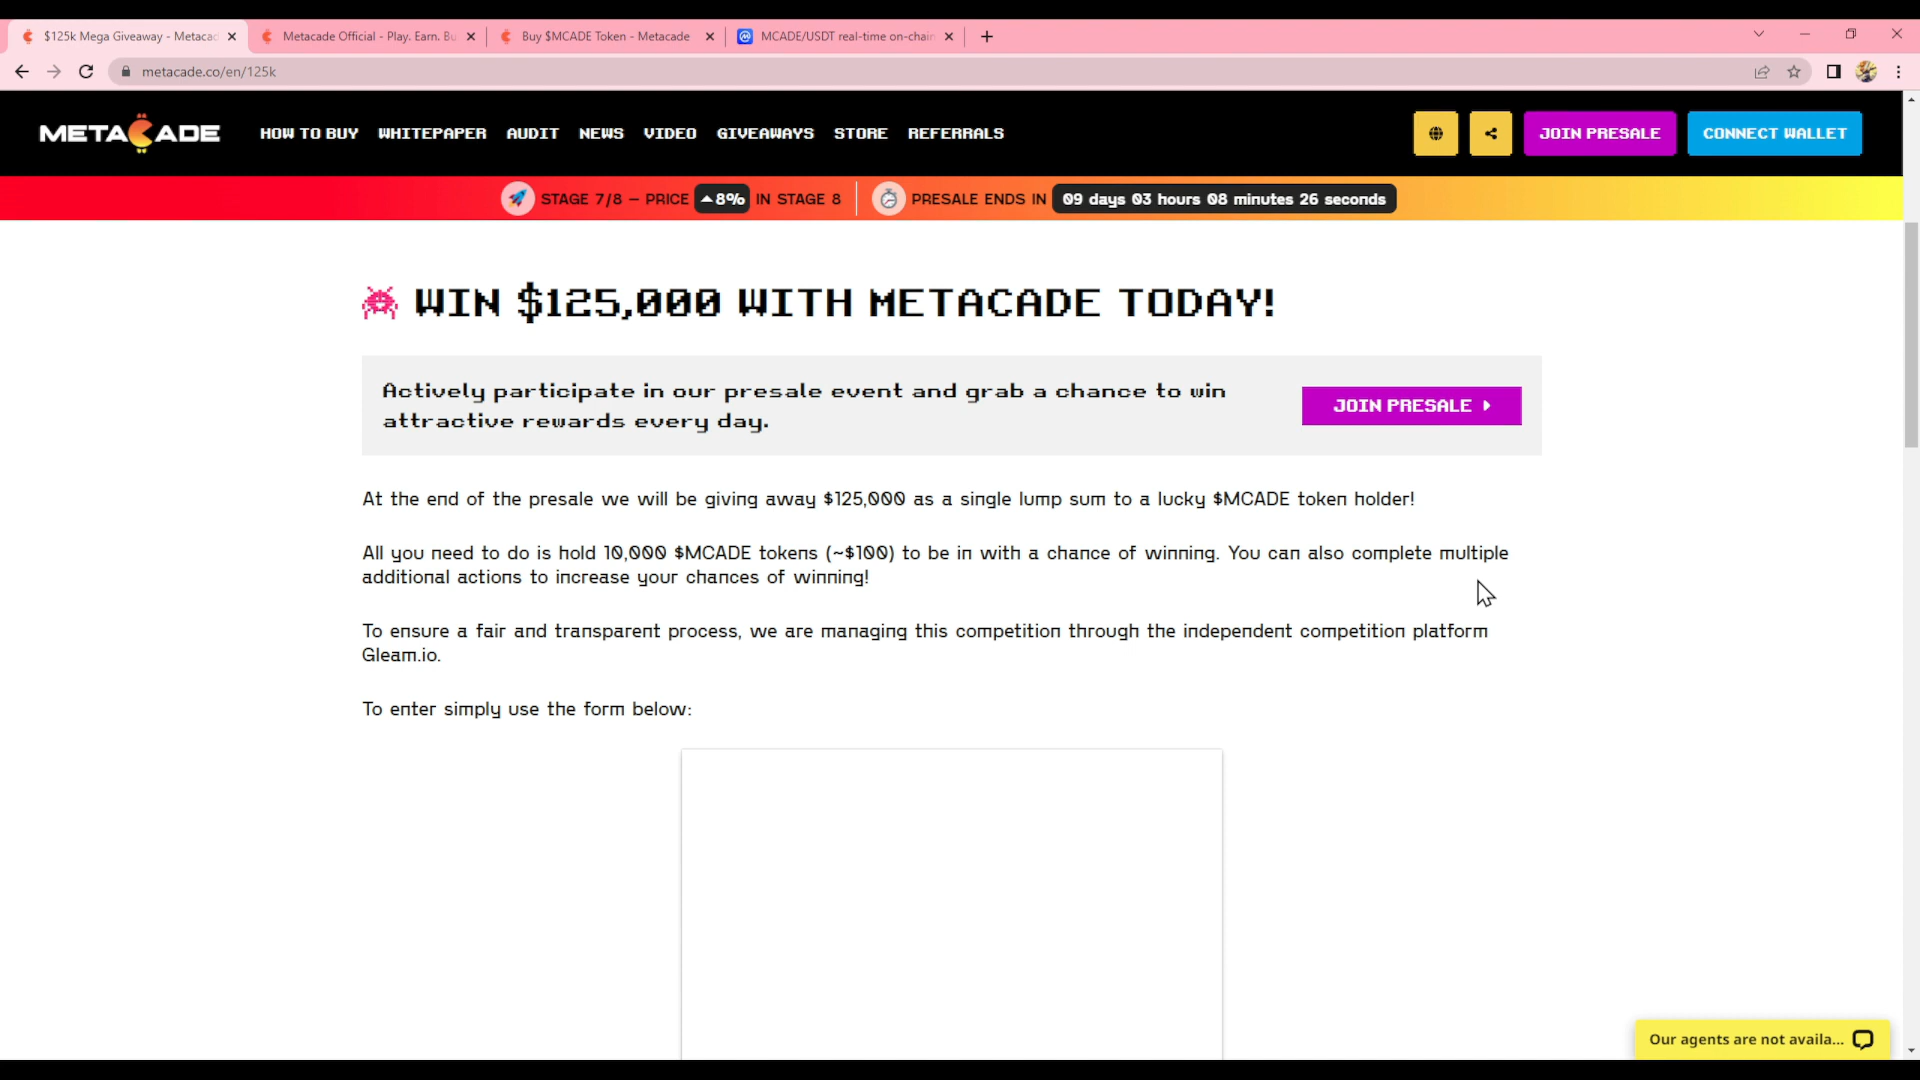 $125k Mega Giveaway - Metacad
Metacade Official - Play. Earn. Bu
Buy $MCADE Token - Metacade
MCADE/USDT real-time on-chain
metacade.co/en/125k
METACADE
HOW TO BUY
WHITEPAPER
AUDIT
NEWS
VIDEO
GIVEAWAYS
STORE
REFERRALS
JOIN PRESALE
CONNECT WALLET
STAGE 7/8 — PRICE 8% IN STAGE 8
PRESALE ENDS IN 09 days 03 hours 08 minutes 26 seconds
WIN $125,000 WITH METACADE TODAY!
Actively participate in our presale event and grab a chance to win
attractive rewards every day.
JOIN PRESALE
At the end of the presale we will be giving away $125,000 as a single lump sum to a lucky $MCADE token holder!
All you need to do is hold 10,000 $MCADE tokens (~$100) to be in with a chance of winning. You can also complete multiple
additional actions to increase your chances of winning!
To ensure a fair and transparent process, we are managing this competition through the independent competition platform
Gleam.io.
To enter simply use the form below:
Our agents are not availa...